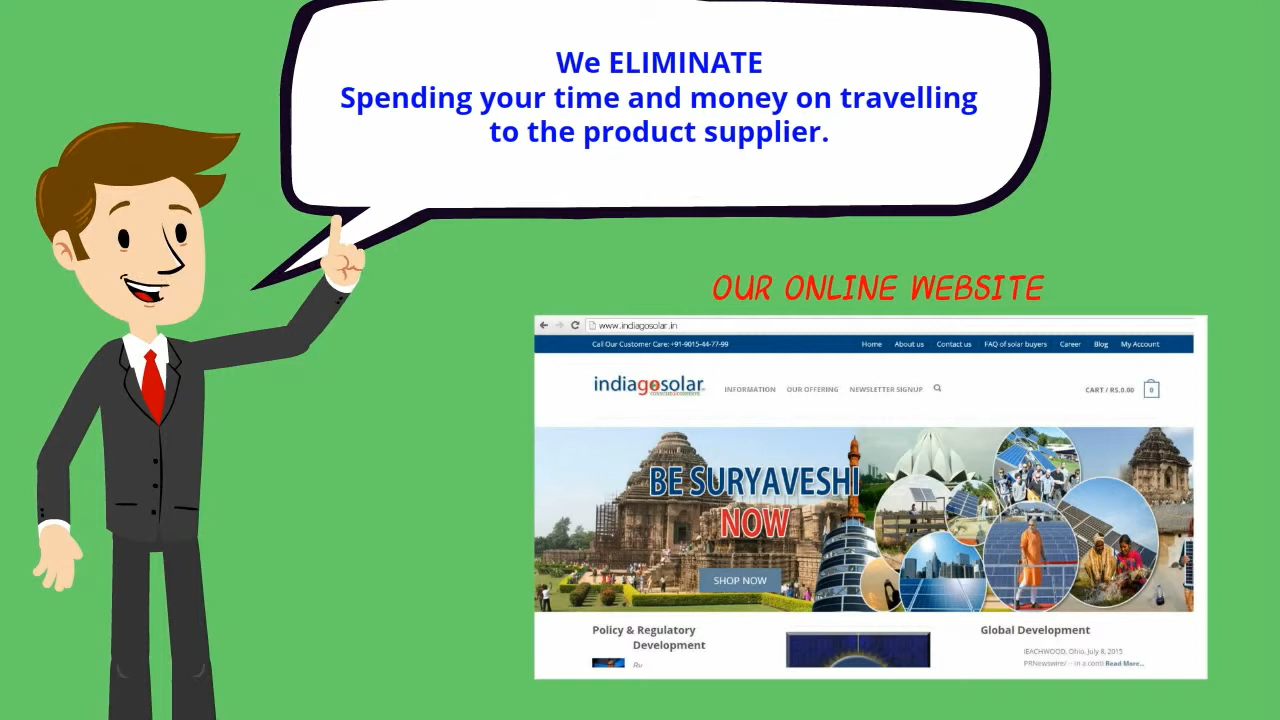 We ELIMINATE
Spending your time and money on travelling
to the product supplier.
OUR ONLINE WEBSITE
www.indiagosolar.in
Call Our Customer Care: +91-9015-44-77-99
Home About us Contact us FAQ of solar buyers Career Blog My Account
indiagosolar
INFORMATION OUR OFFERING NEWSLETTER SIGNUP
CART / RS.0.00 0
BE SURYAVESHI
NOW
SHOP NOW
Policy & Regulatory
Development
Global Development
BEACHWOOD, Ohio, July 8, 2015
PRNewswire/ -- in a conti Read More...